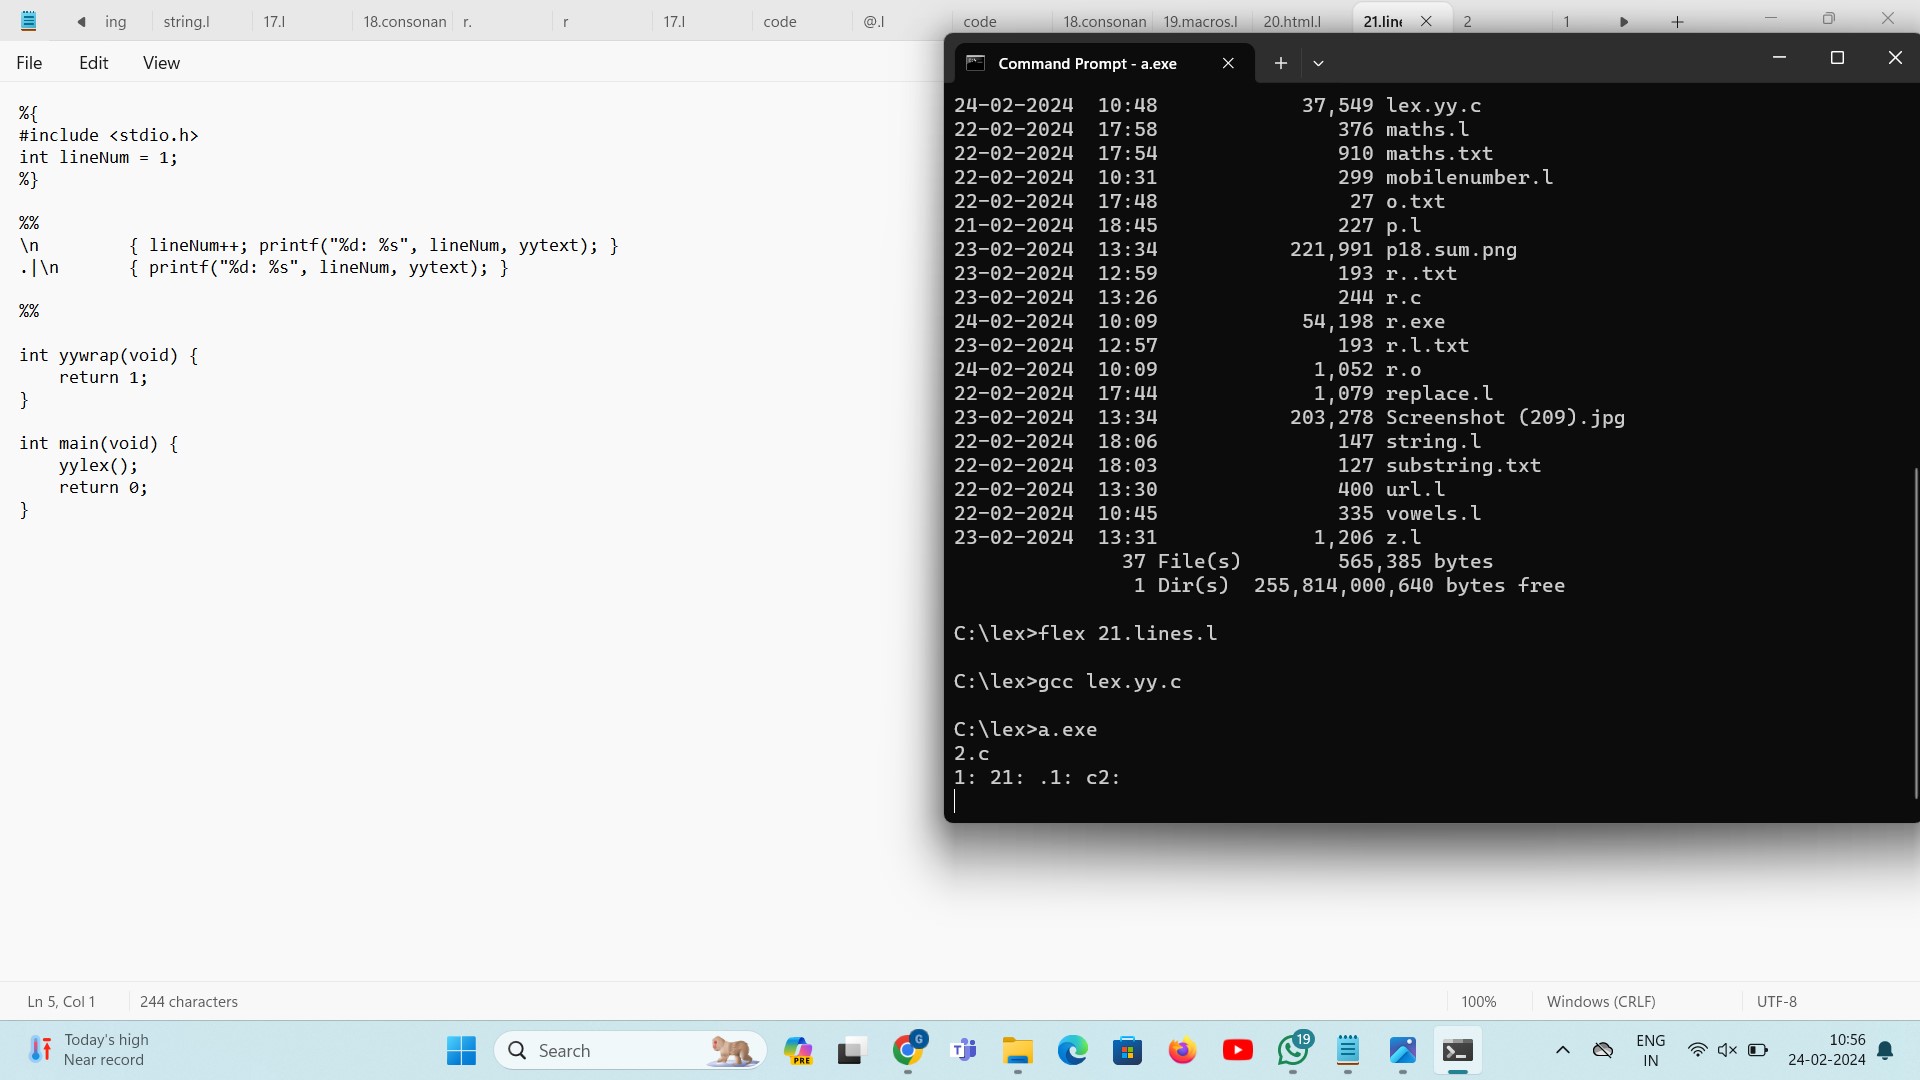 ing string.l 17.l 18.consonan r. r 17.l code @.l code 18.consonan 19.macros.l 20.html.l 21.line 2 1
File Edit View
%{
#include <stdio.h>
int lineNum = 1;
%}
%%
\n { lineNum++; printf("%d: %s", lineNum, yytext); }
.|\n { printf("%d: %s", lineNum, yytext); }
%%
int yywrap(void) {
return 1;
}
int main(void) {
yylex();
return 0;
}
Command Prompt - a.exe
24-02-2024 10:48 37,549 lex.yy.c
22-02-2024 17:58 376 maths.l
22-02-2024 17:54 910 maths.txt
22-02-2024 10:31 299 mobilenumber.l
22-02-2024 17:48 27 o.txt
21-02-2024 18:45 227 p.l
23-02-2024 13:34 221,991 p18.sum.png
23-02-2024 12:59 193 r..txt
23-02-2024 13:26 244 r.c
24-02-2024 10:09 54,198 r.exe
23-02-2024 12:57 193 r.l.txt
24-02-2024 10:09 1,052 r.o
22-02-2024 17:44 1,079 replace.l
23-02-2024 13:34 203,278 Screenshot (209).jpg
22-02-2024 18:06 147 string.l
22-02-2024 18:03 127 substring.txt
22-02-2024 13:30 400 url.l
22-02-2024 10:45 335 vowels.l
23-02-2024 13:31 1,206 z.l
37 File(s) 565,385 bytes
1 Dir(s) 255,814,000,640 bytes free
C:\lex>flex 21.lines.l
C:\lex>gcc lex.yy.c
C:\lex>a.exe
2.c
1: 21: .1: c2:
Ln 5, Col 1 244 characters 100% Windows (CRLF) UTF-8
Today's high
Near record
Search
PRE
G
19
ENG
IN
10:56
24-02-2024